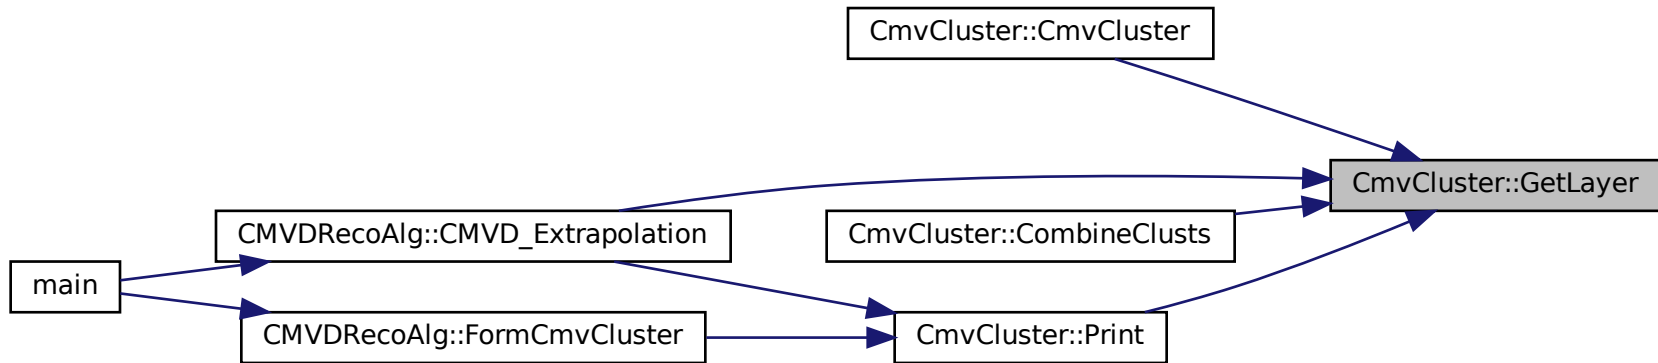 CmvCluster::CmvCluster
CmvCluster::GetLayer
CMVDRecoAlg::CMVD_Extrapolation
CmvCluster::CombineClusts
main
CMVDRecoAlg::FormCmvCluster
CmvCluster::Print